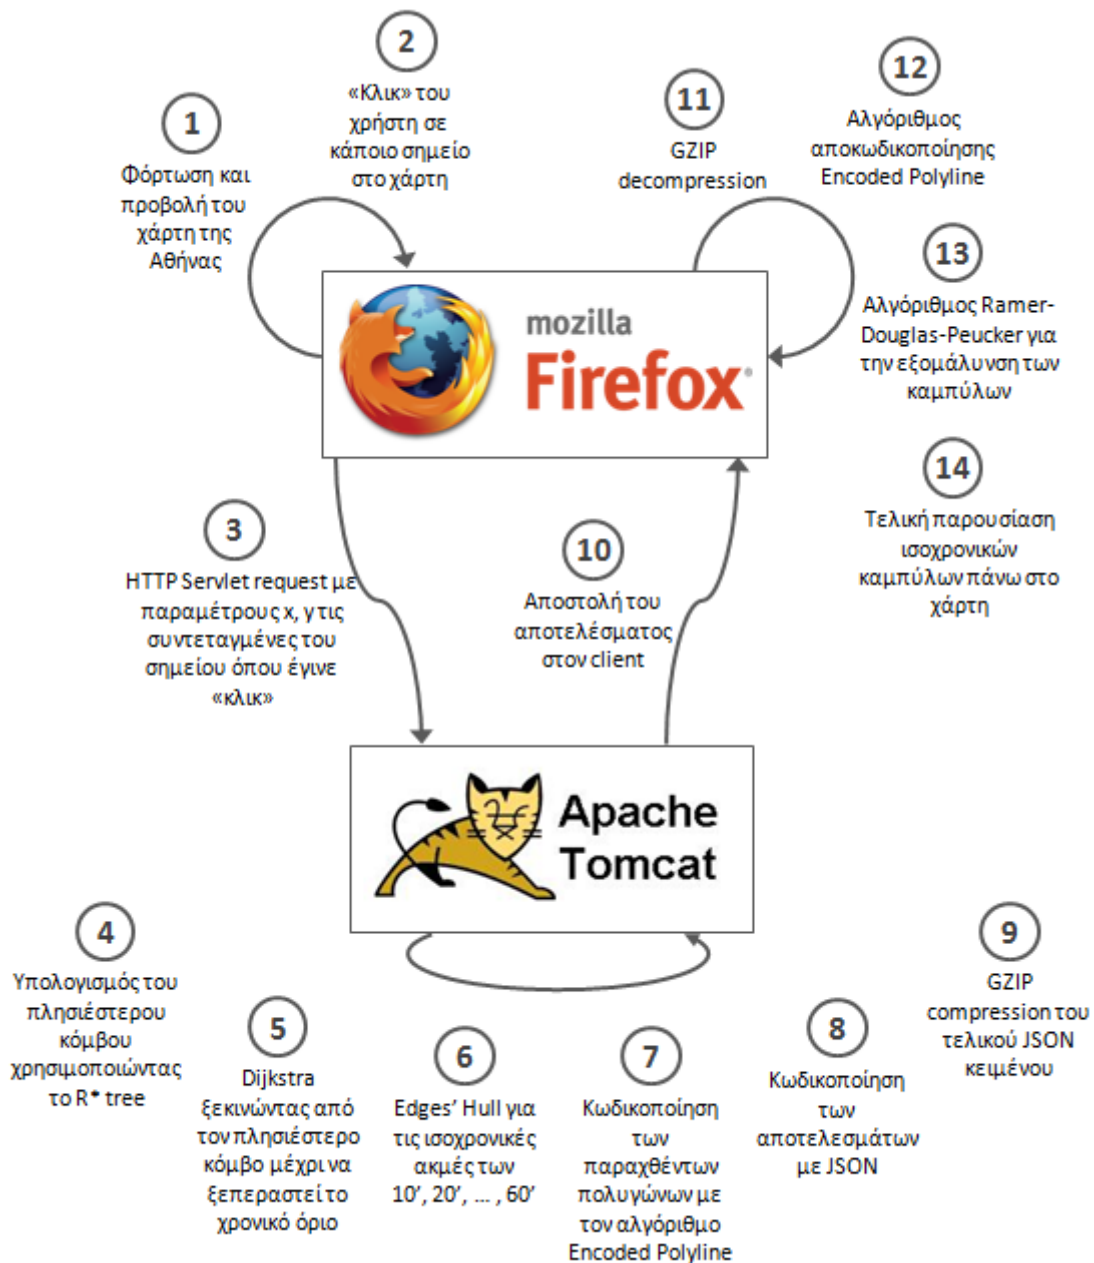 1
Φόρτωση και
προβολή του
χάρτη της
Αθήνας
2
«Κλικ» του
χρήστη σε
κάποιο σημείο
στο χάρτη
11
GZIP
decompression
12
Αλγόριθμος
αποκωδικοποίησης
Encoded Polyline
13
Αλγόριθμος Ramer-
Douglas-Peucker για
την εξομάλυνση των
καμπύλων
14
Τελική παρουσίαση
ισοχρονικών
καμπύλων πάνω στο
χάρτη
mozilla
Firefox
3
HTTP Servlet request με
παραμέτρους x, y τις
συντεταγμένες του
σημείου όπου έγινε
«κλικ»
10
Αποστολή του
αποτελέσματος
στον client
Apache
Tomcat
4
Υπολογισμός του
πλησιέστερου
κόμβου
χρησιμοποιώντας
το R* tree
5
Dijkstra
ξεκινώντας από
τον πλησιέστερο
κόμβο μέχρι να
ξεπεραστεί το
χρονικό όριο
6
Edges’ Hull για
τις ισοχρονικές
ακμές των
10’, 20’, … , 60’
7
Κωδικοποίηση
των
παραχθέντων
πολυγώνων με
τον αλγόριθμο
Encoded Polyline
8
Κωδικοποίηση
των
αποτελεσμάτων
με JSON
9
GZIP
compression του
τελικού JSON
κειμένου